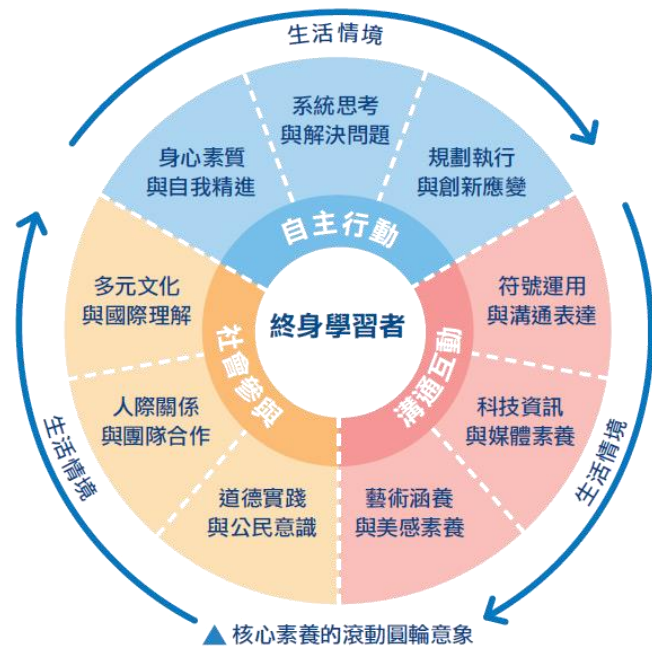 生活情境
系統思考
與解決問題
身心素質
與自我精進
規劃執行
與創新應變
自主行動
多元文化
與國際理解
符號運用
與溝通表達
終身學習者
社會參與
溝通互動
人際關係
與團隊合作
科技資訊
與媒體素養
生活情境
生活情境
道德實踐
與公民意識
藝術涵養
與美感素養
▲ 核心素養的滾動圓輪意象